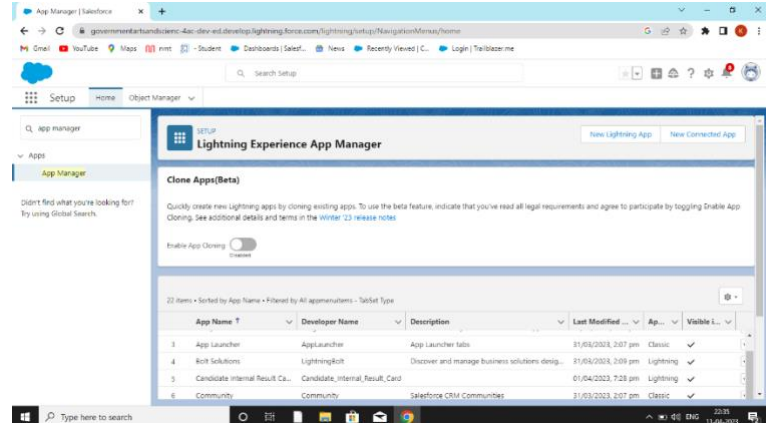 App Manager | Salesforce
governmentartsandscienc-4ac-dev-ed.develop.lightning.force.com/lightning/setup/NavigationMenus/home
Gmail YouTube Maps nmt - Student Dashboards | Salesf... News Recently Viewed | C... Login | Trailblazer.me
Search Setup
Setup Home Object Manager
app manager
Apps
App Manager
Didn't find what you're looking for?
Try using Global Search.
SETUP
Lightning Experience App Manager
New Lightning App New Connected App
Clone Apps(Beta)
Quickly create new Lightning apps by cloning existing apps. To use the beta feature, indicate that you've read all legal requirements and agree to participate by toggling Enable App
Cloning. See additional details and terms in the Winter '23 release notes
Enable App Cloning
Disabled
22 items • Sorted by App Name • Filtered by All appmenuitems - TabSet Type
App Name Developer Name Description Last Modified ... Ap... Visible i...
3 App Launcher AppLauncher App Launcher tabs 31/03/2023, 2:07 pm Classic
4 Bolt Solutions LightningBolt Discover and manage business solutions desig... 31/03/2023, 2:09 pm Lightning
5 Candidate Internal Result Ca... Candidate_Internal_Result_Card 01/04/2023, 7:28 pm Lightning
6 Community Community Salesforce CRM Communities 31/03/2023, 2:07 pm Classic
Type here to search
ENG
22:35
11-04-2023